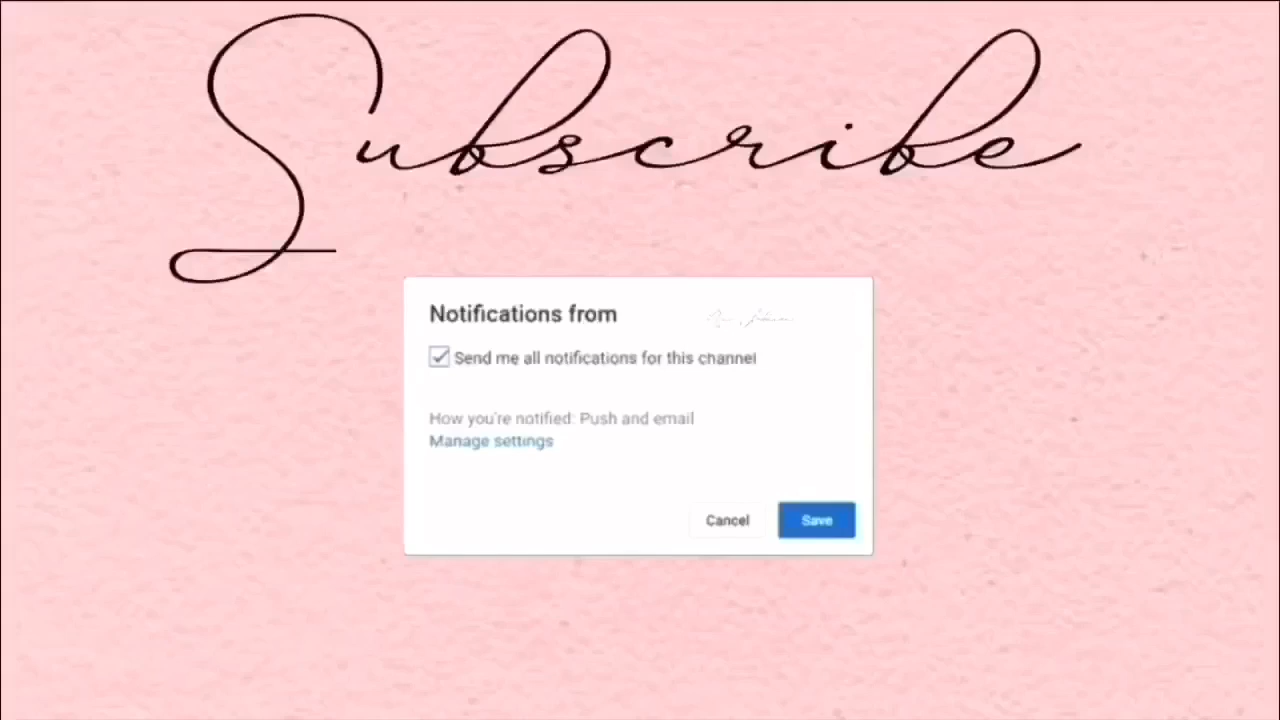 Subscribe
Notifications from
Send me all notifications for this channel
How you're notified: Push and email
Manage settings
Cancel Save